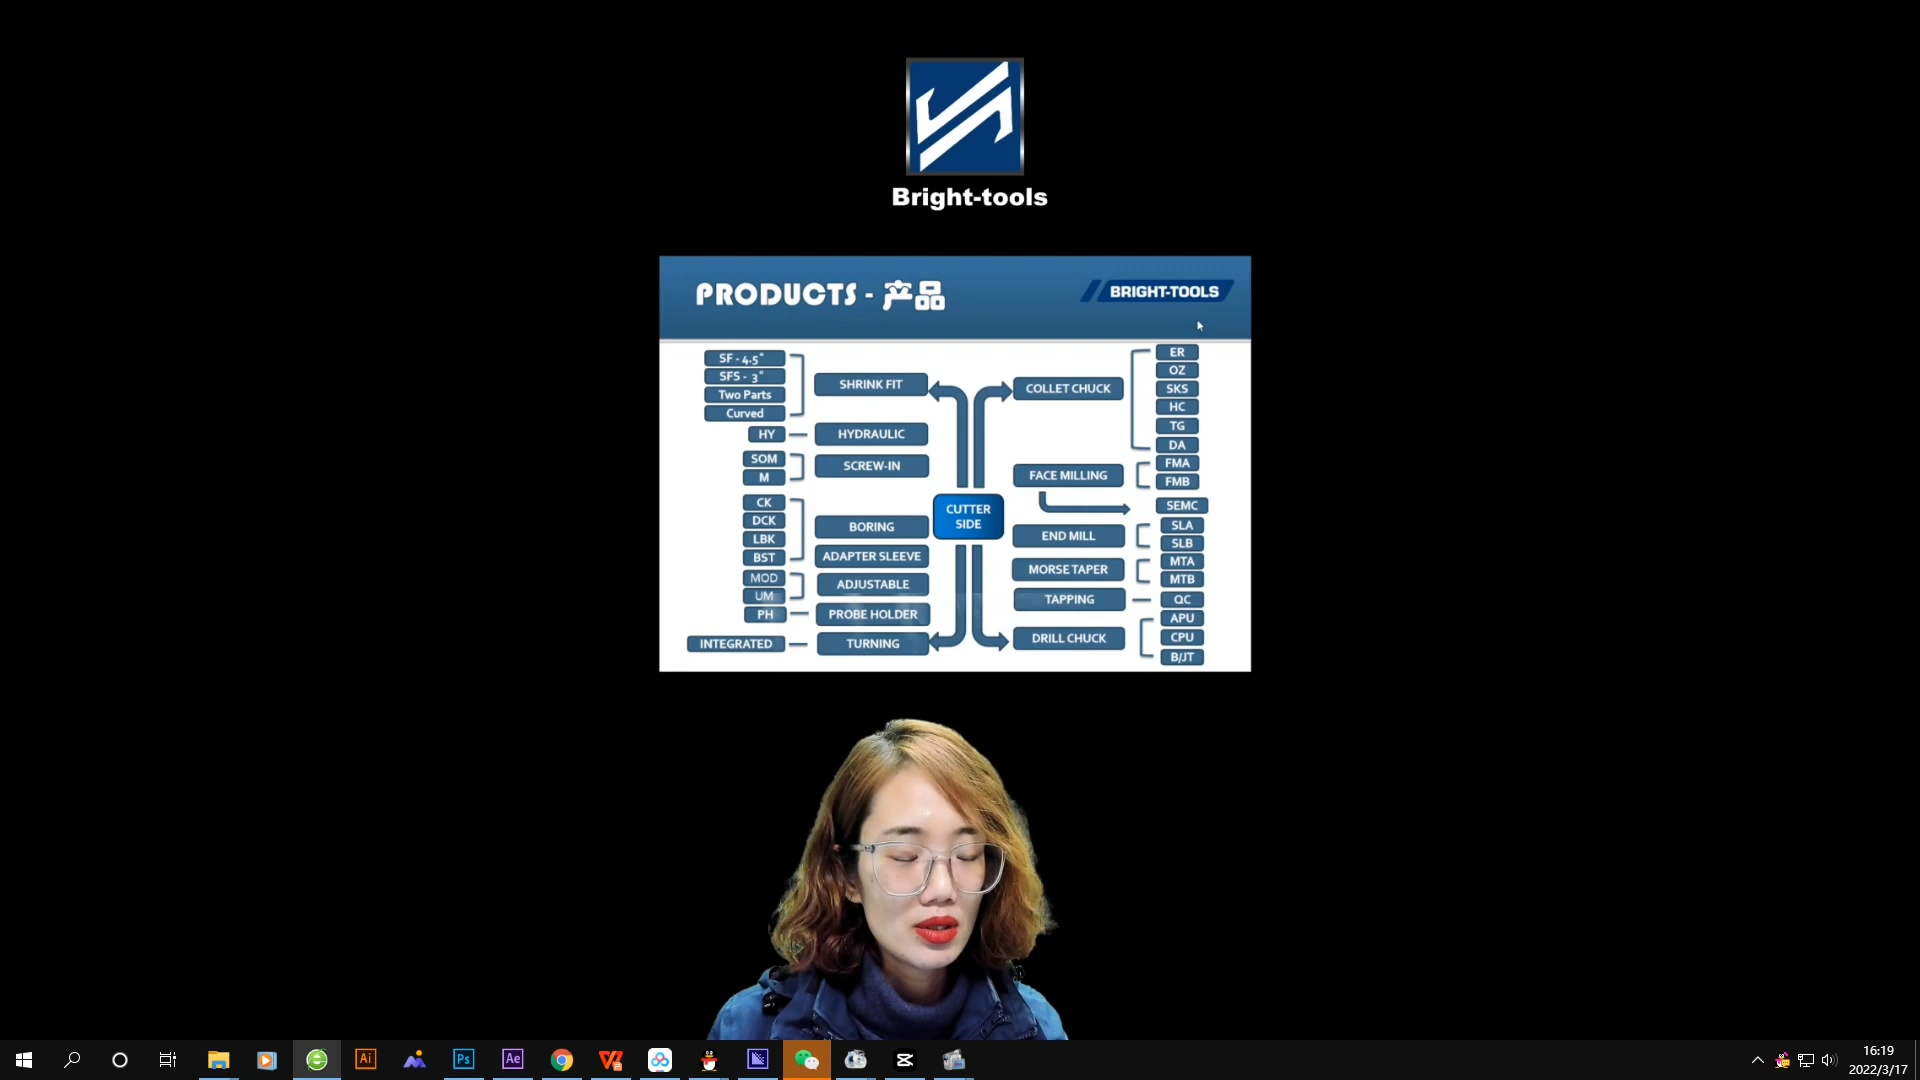 Bright-tools
PRODUCTS - 产品
BRIGHT-TOOLS
SF - 4.5"
SFS - 3"
Two Parts
Curved
SHRINK FIT
HY
HYDRAULIC
SOM
M
SCREW-IN
CK
DCK
LBK
BST
BORING
ADAPTER SLEEVE
MOD
UM
ADJUSTABLE
PH
PROBE HOLDER
INTEGRATED
TURNING
CUTTER
SIDE
COLLET CHUCK
ER
OZ
SKS
HC
TG
DA
FACE MILLING
FMA
FMB
SEMC
END MILL
SLA
SLB
MORSE TAPER
MTA
MTB
TAPPING
QC
DRILL CHUCK
APU
CPU
B/JT
Ai
Ps
Ae
16:19
2022/3/17